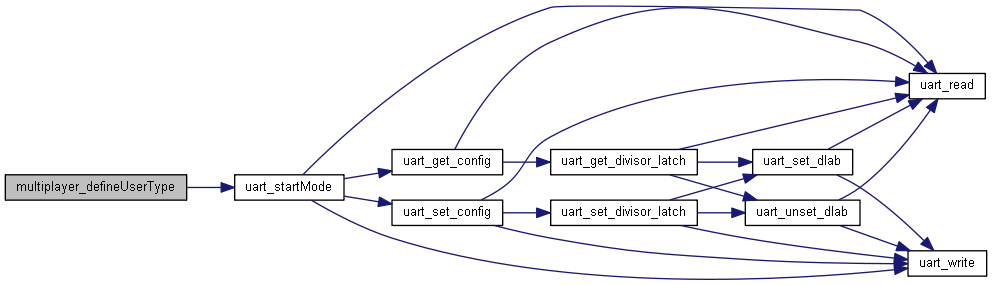 multiplayer_defineUserType
uart_startMode
uart_get_config
uart_set_config
uart_get_divisor_latch
uart_set_divisor_latch
uart_set_dlab
uart_unset_dlab
uart_read
uart_write